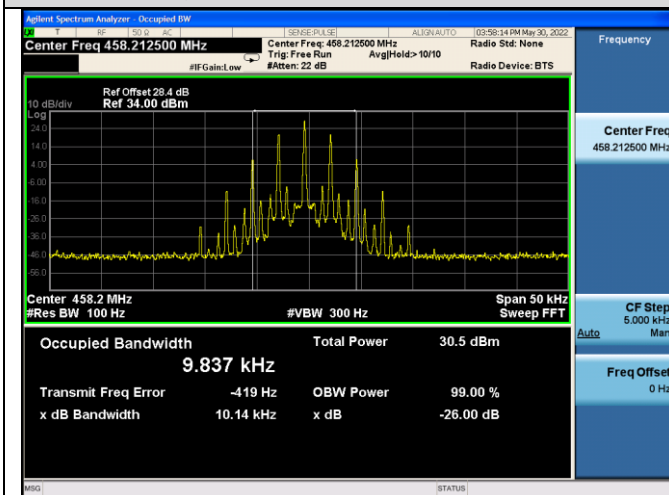 Agilent Spectrum Analyzer - Occupied BW
T RF 50 Ω AC SENSE:PULSE ALIGN AUTO 03:58:14 PM May 30, 2022
Center Freq 458.212500 MHz
Center Freq: 458.212500 MHz Radio Std: None
Trig: Free Run Avg|Hold:> 10/10
#IFGain:Low #Atten: 22 dB Radio Device: BTS
Frequency
Ref Offset 28.4 dB
10 dB/div Ref 34.00 dBm
Log
24.0
14.0
4.00
-6.00
-16.0
-26.0
-36.0
-46.0
-56.0
Center 458.2 MHz Span 50 kHz
#Res BW 100 Hz #VBW 300 Hz Sweep FFT
Occupied Bandwidth Total Power 30.5 dBm
9.837 kHz
Transmit Freq Error -419 Hz OBW Power 99.00 %
x dB Bandwidth 10.14 kHz x dB -26.00 dB
Center Freq
458.212500 MHz
CF Step
5.000 kHz
Auto Man
Freq Offset
0 Hz
MSG STATUS